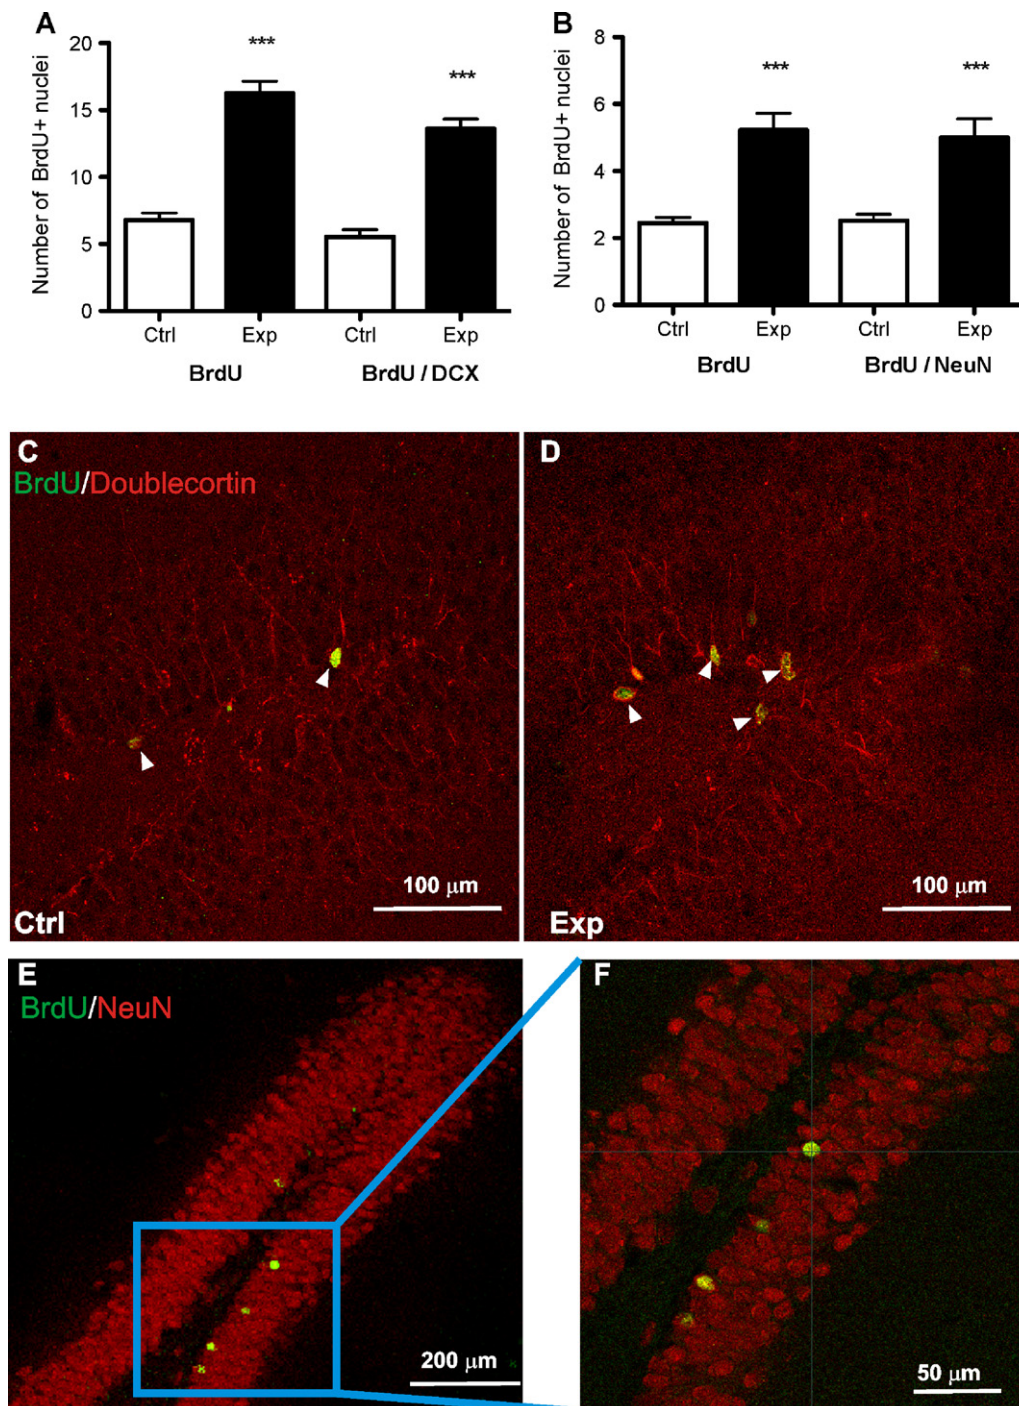 A
Number of BrdU+ nuclei
20
15
10
5
0
***
***
Ctrl
Exp
Ctrl
Exp
BrdU
BrdU / DCX
B
Number of BrdU+ nuclei
8
6
4
2
0
***
***
Ctrl
Exp
Ctrl
Exp
BrdU
BrdU / NeuN
C
BrdU/Doublecortin
100 μm
Ctrl
D
100 μm
Exp
E
BrdU/NeuN
200 μm
F
50 μm